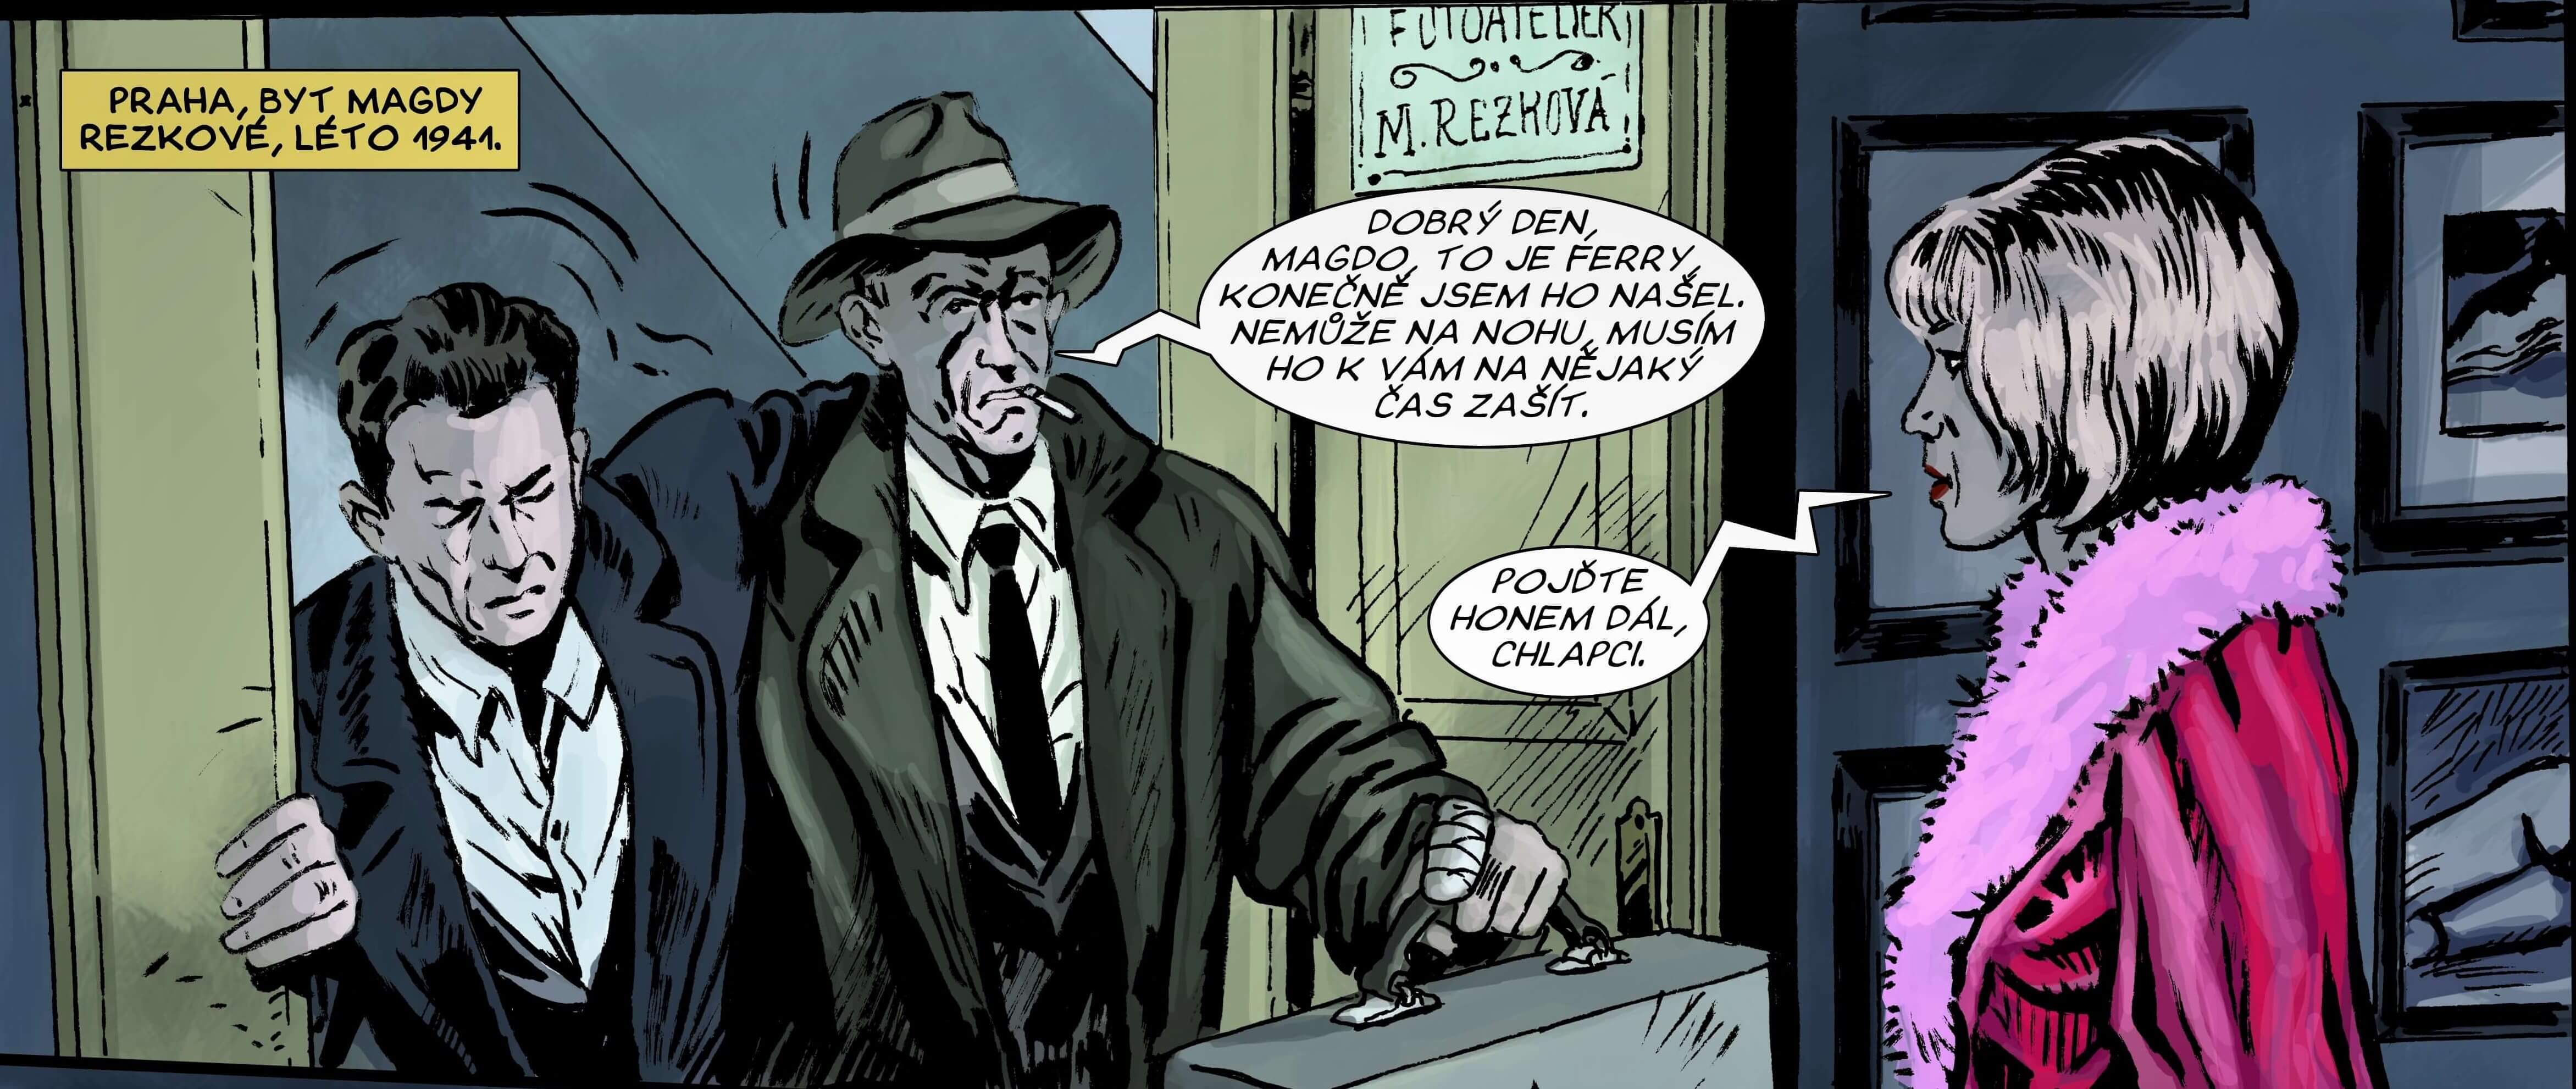 PRAHA, BYT MAGDY
REZKOVÉ, LÉTO 1941.
FOTOATELIER
M. REZKOVÁ
DOBRÝ DEN,
MAGDO, TO JE FERRY,
KONEČNĚ JSEM HO NAŠEL.
NEMŮŽE NA NOHU, MUSÍM
HO K VÁM NA NĚJAKÝ
ČAS ZAŠÍT.
POJĎTE
HONEM DÁL,
CHLAPCI.